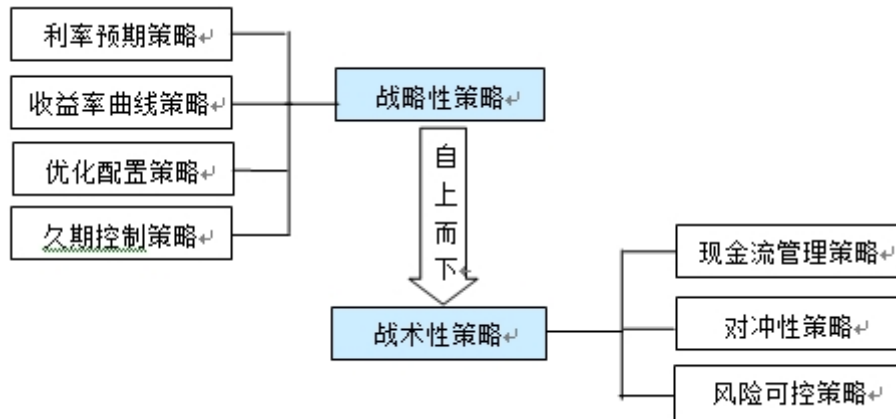 利率预期策略
收益率曲线策略
优化配置策略
久期控制策略
战略性策略
自
上
而
下
战术性策略
现金流管理策略
对冲性策略
风险可控策略